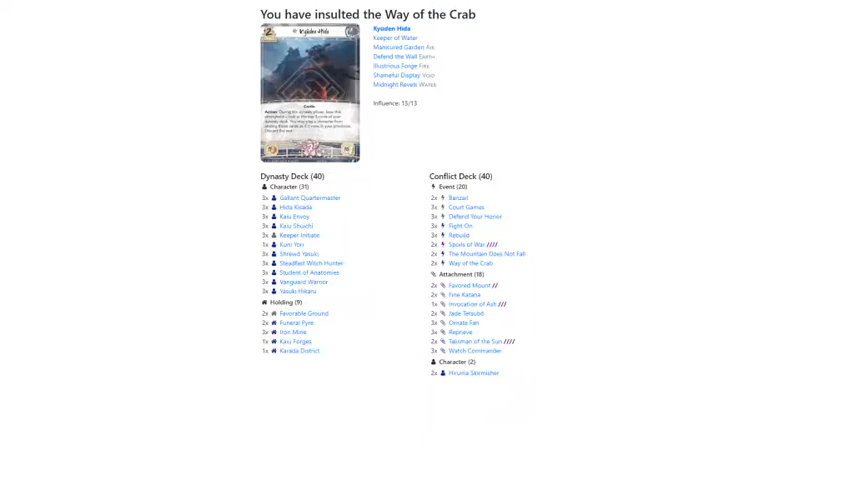 You have insulted the Way of the Crab
Kyūden Hida
Kyūden Hida
Keeper of Water
Manicured Garden AIR
Defend the Wall EARTH
Illustrious Forge FIRE
Shameful Display VOID
Midnight Revels WATER
Influence: 13/13
Castle.
Dynasty Deck (40)
Character (31)
3x Gallant Quartermaster
3x Hida Kisada
3x Kaiu Envoy
3x Kaiu Shuichi
3x Keeper Initiate
1x Kuni Yori
3x Shrewd Yasuki
3x Steadfast Witch Hunter
3x Student of Anatomies
3x Vanguard Warrior
3x Yasuki Hikaru
Holding (9)
2x Favorable Ground
2x Funeral Pyre
3x Iron Mine
1x Kaiu Forges
1x Karada District
Conflict Deck (40)
Event (20)
2x Banzai!
3x Court Games
3x Defend Your Honor
3x Fight On
3x Rebuild
2x Spoils of War ////
2x The Mountain Does Not Fall
2x Way of the Crab
Attachment (18)
2x Favored Mount //
2x Fine Katana
1x Invocation of Ash ///
2x Jade Tetsubō
3x Ornate Fan
3x Reprieve
2x Talisman of the Sun ////
3x Watch Commander
Character (2)
2x Hiruma Skirmisher